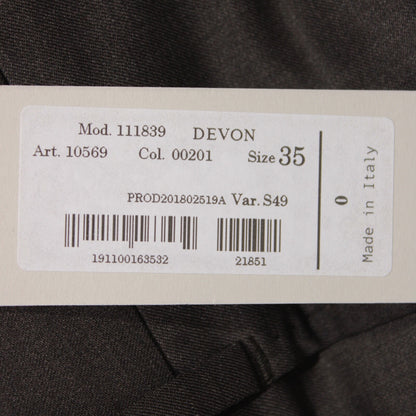 Mod. 111839 DEVON
Art. 10569 Col. 00201 Size 35
PROD201802519A Var. S49
191100163532 21851
0
Made in Italy